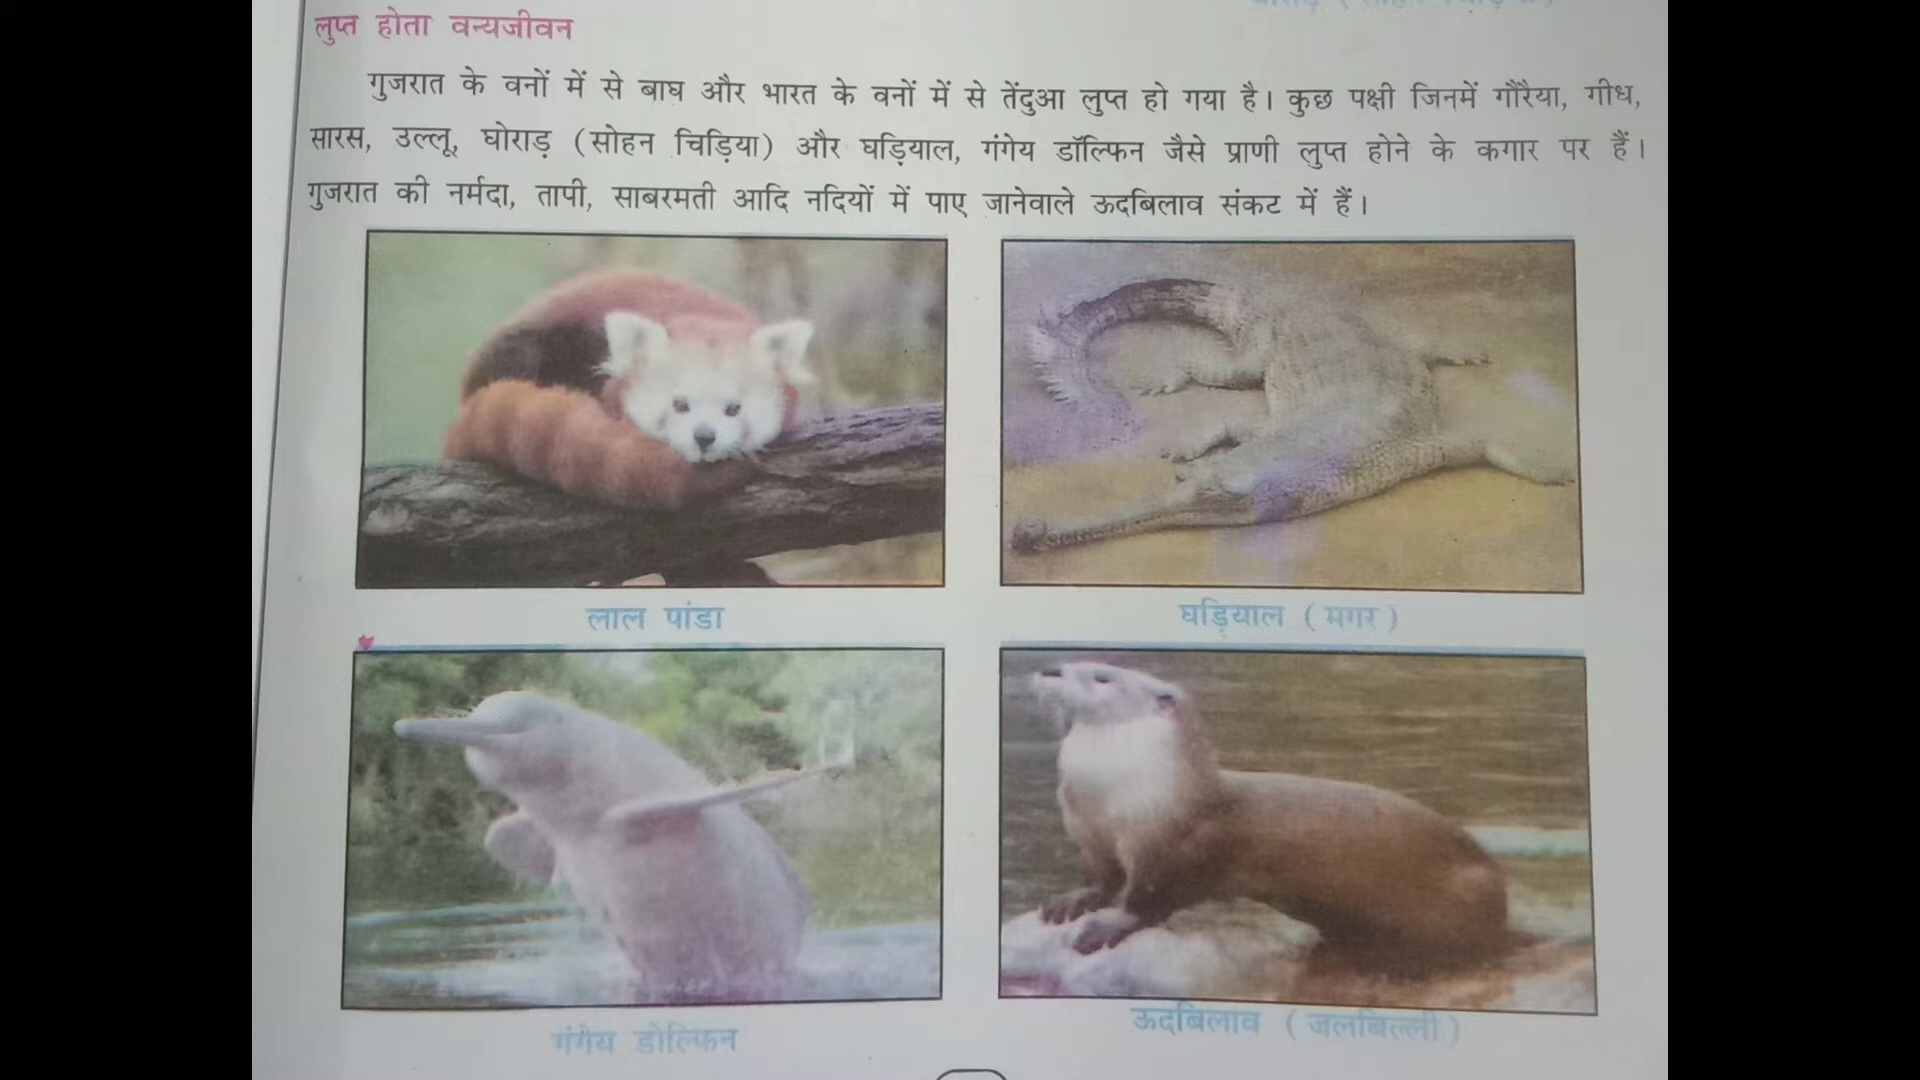 लुप्त होता वन्यजीवन
गुजरात के वनों में से बाघ और भारत के वनों में से तेंदुआ लुप्त हो गया है। कुछ पक्षी जिनमें गौरैया, गीध,
सारस, उल्लू, घोराड़ (सोहन चिड़िया) और घड़ियाल, गंगेय डॉल्फिन जैसे प्राणी लुप्त होने के कगार पर हैं।
गुजरात की नर्मदा, तापी, साबरमती आदि नदियों में पाए जानेवाले ऊदबिलाव संकट में हैं।
लाल पांडा
घड़ियाल (मगर)
गंगेय डोल्फिन
ऊदबिलाव (जलबिल्ली)